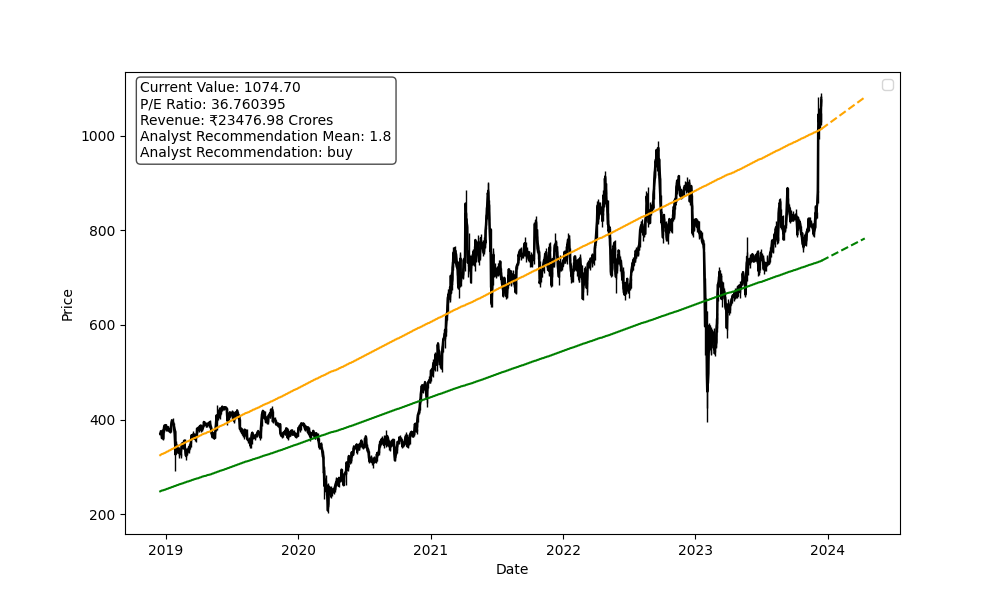 Current Value: 1074.70
P/E Ratio: 36.760395
Revenue: ₹23476.98 Crores
Analyst Recommendation Mean: 1.8
Analyst Recommendation: buy
1000
800
600
400
200
Price
2019 2020 2021 2022 2023 2024
Date